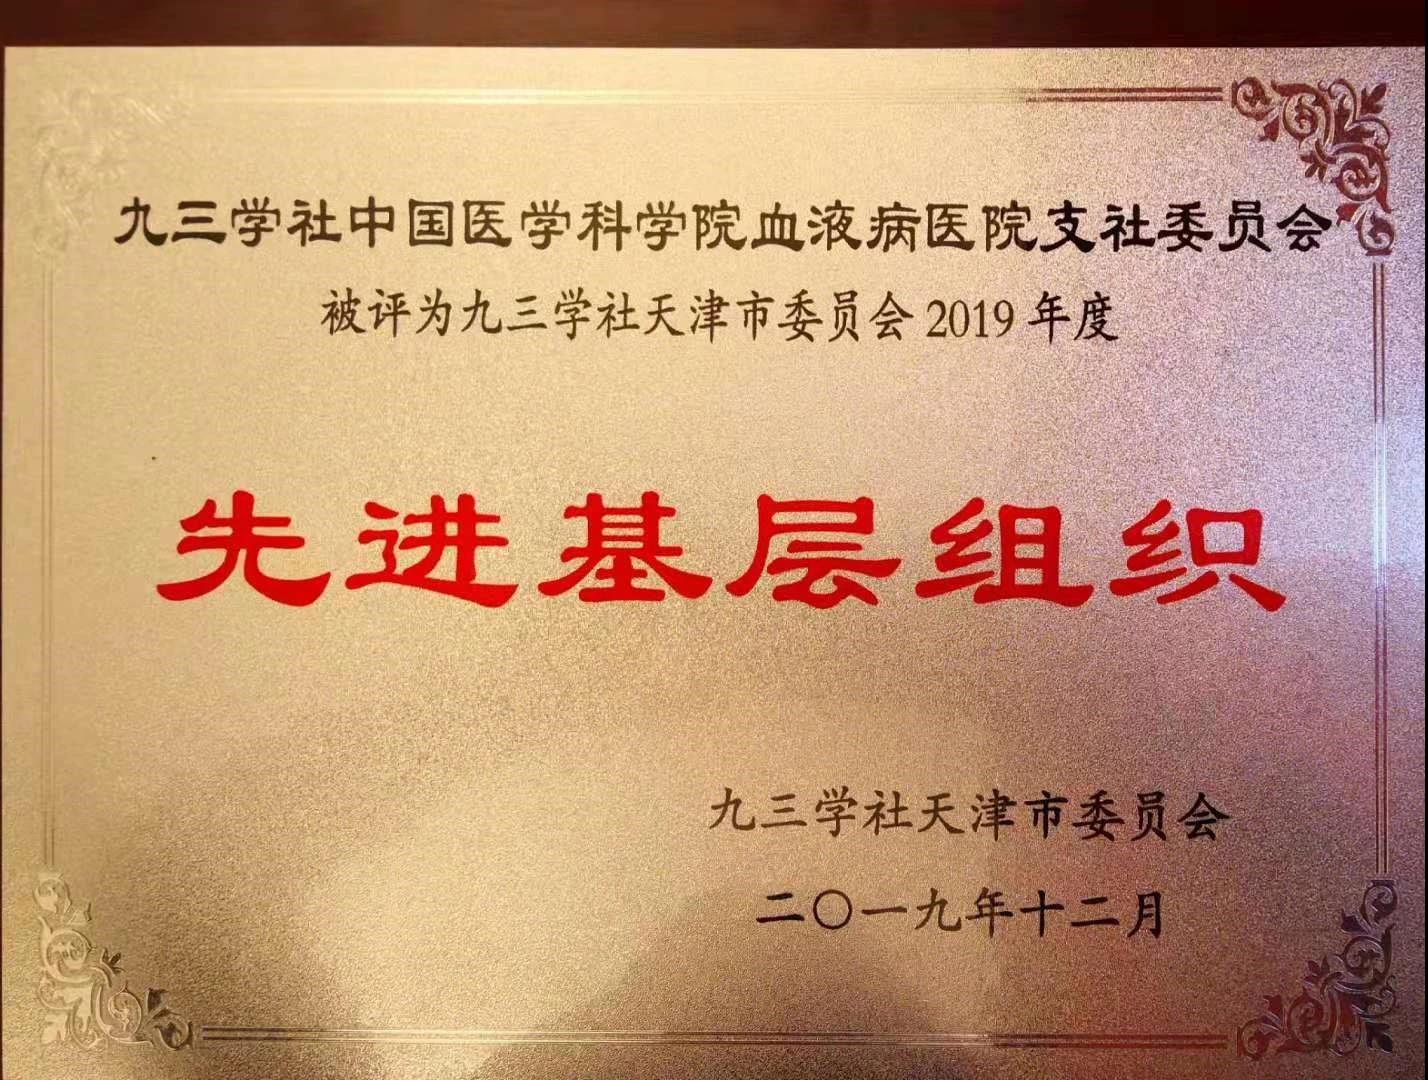 九三学社中国医学科学院血液病医院支社委员会
被评为九三学社天津市委员会2019年度
先进基层组织
九三学社天津市委员会
二〇一九年十二月